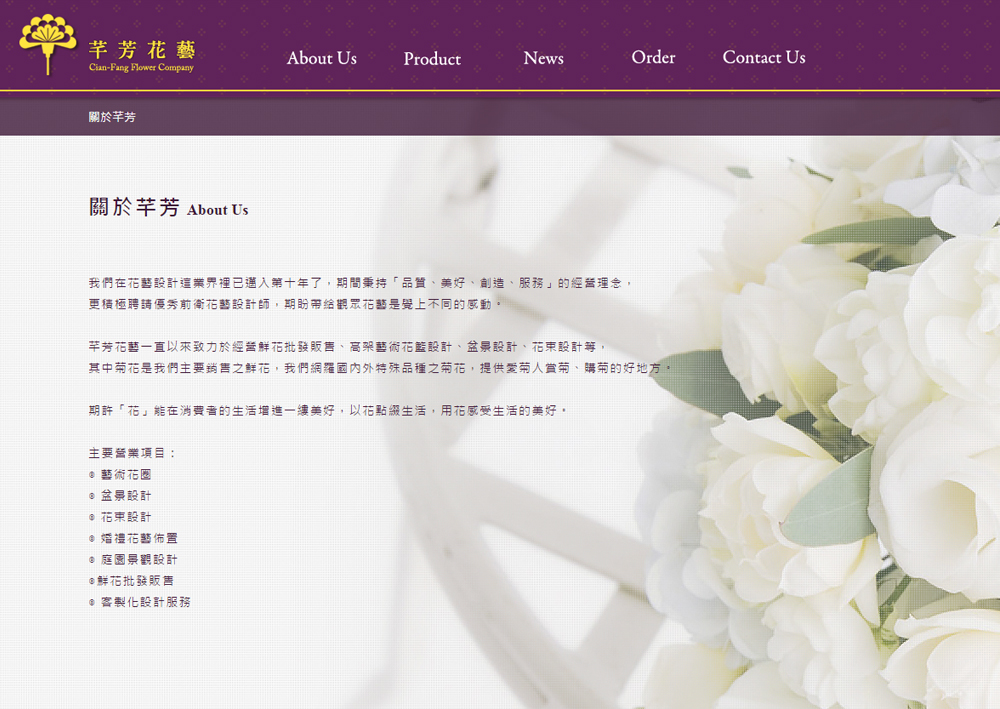 芊芳花藝
Cian-Fang Flower Company
About Us
Product
News
Order
Contact Us
關於芊芳
關於芊芳 About Us
我們在花藝設計這業界裡已邁入第十年了，期間秉持「品質、美好、創造、服務」的經營理念，
更積極聘請優秀前衛花藝設計師，期盼帶給觀眾花藝是覺上不同的感動。
芊芳花藝一直以來致力於經營鮮花批發販售、高架藝術花籃設計、盆景設計、花束設計等，
其中菊花是我們主要銷售之鮮花，我們網羅國內外特殊品種之菊花，提供愛菊人賞菊、購菊的好地方。
期許「花」能在消費者的生活增進一縷美好，以花點綴生活，用花感受生活的美好。
主要營業項目：
◎ 藝術花圈
◎ 盆景設計
◎ 花束設計
◎ 婚禮花藝佈置
◎ 庭園景觀設計
◎鮮花批發販售
◎ 客製化設計服務